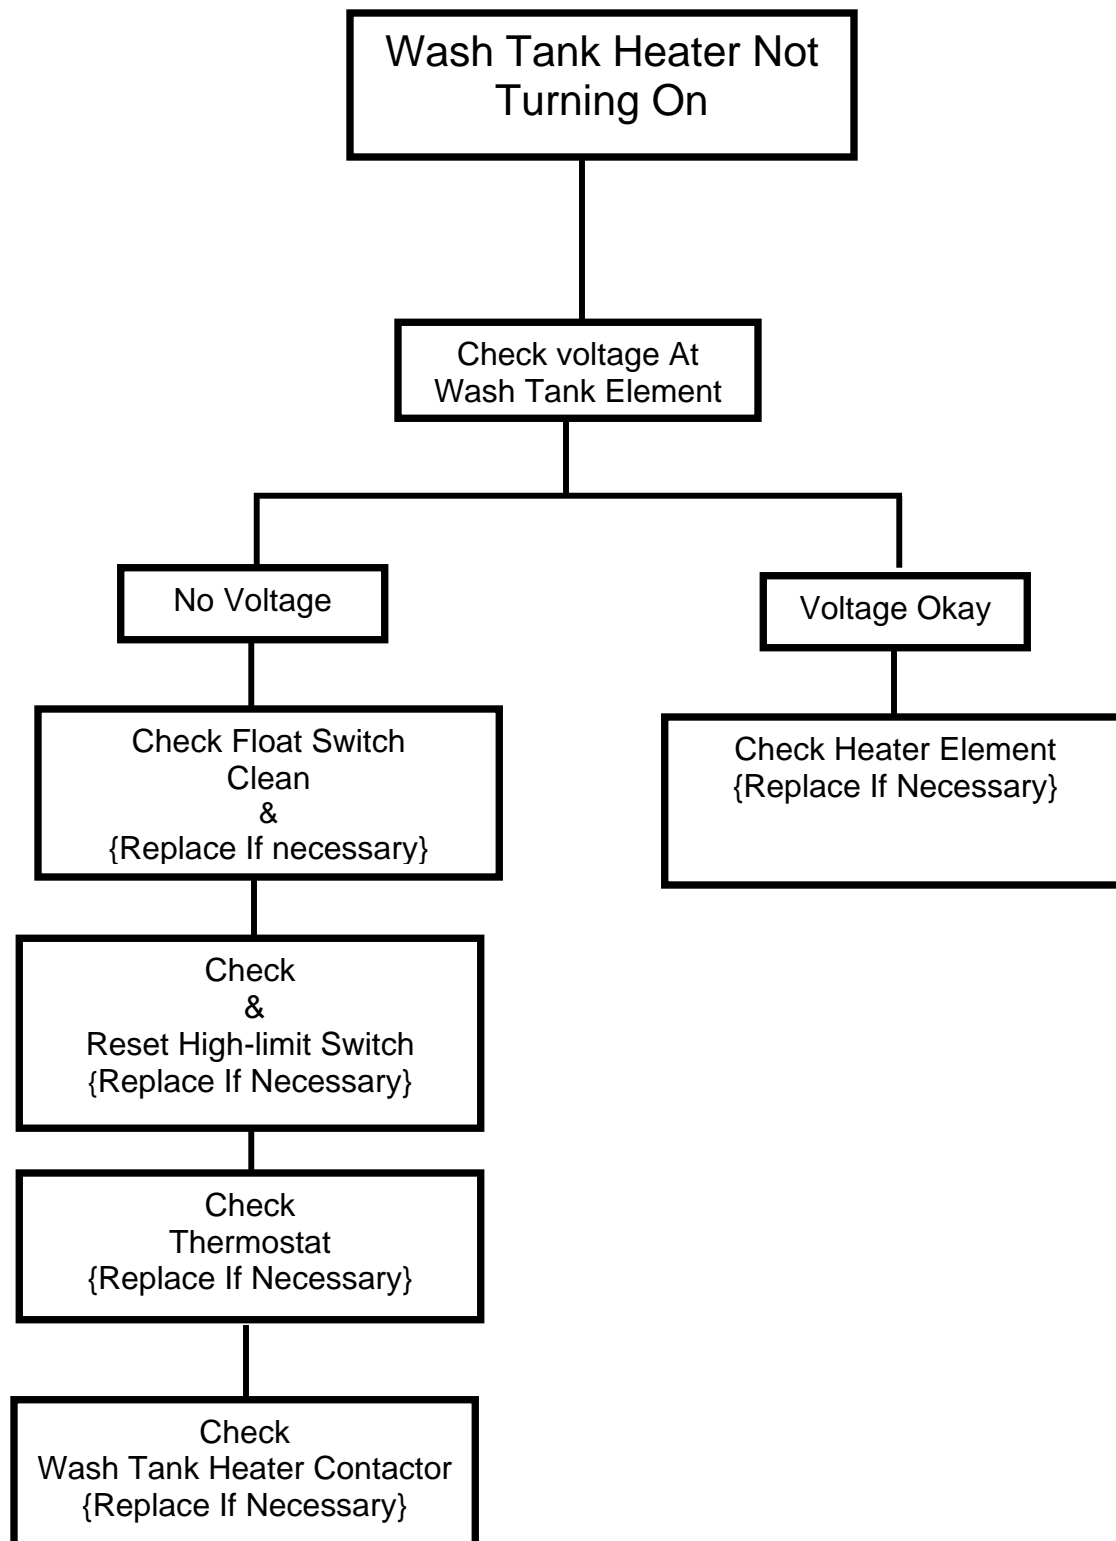 Wash Tank Heater Not
Turning On
Check voltage At
Wash Tank Element
No Voltage
Voltage Okay
Check Float Switch
Clean
&
{Replace If necessary}
Check Heater Element
{Replace If Necessary}
Check
&
Reset High-limit Switch
{Replace If Necessary}
Check
Thermostat
{Replace If Necessary}
Check
Wash Tank Heater Contactor
{Replace If Necessary}